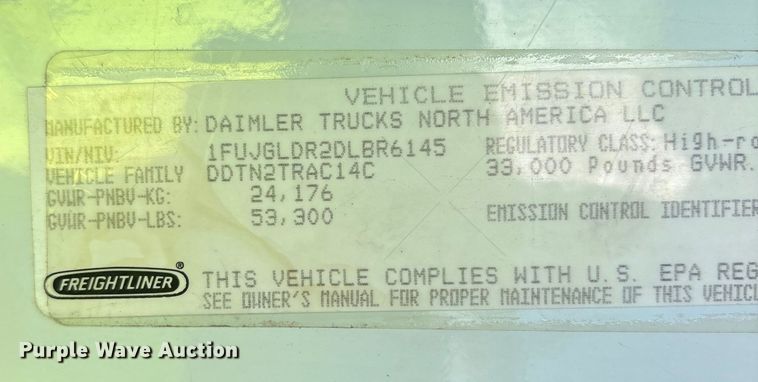 VEHICLE EMISSION CONTROL
MANUFACTURED BY: DAIMLER TRUCKS NORTH AMERICA LLC
VIN/NIV: 1FUJGLDR2DLBR6145 REGULATORY CLASS: High-ro
VEHICLE FAMILY DDTN2TRAC14C 33,000 Pounds GVWR.
GVWR-PNBV-KG: 24,176
GVWR-PNBV-LBS: 53,300 EMISSION CONTROL IDENTIFIER
FREIGHTLINER® THIS VEHICLE COMPLIES WITH U.S. EPA REG
SEE OWNER'S MANUAL FOR PROPER MAINTENANCE OF THIS VEHICL
Purple Wave Auction